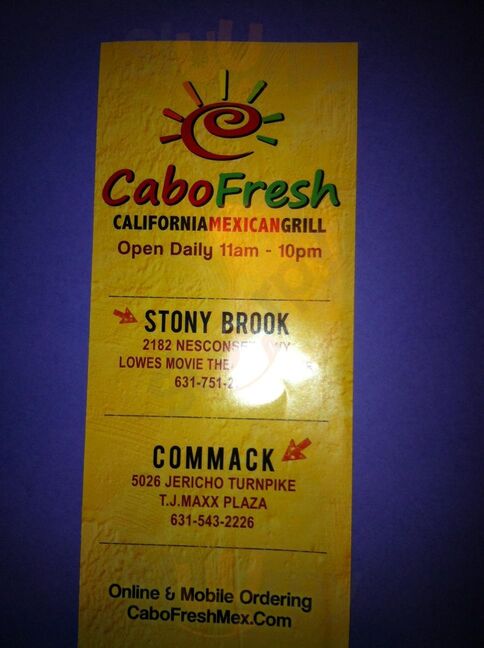 CaboFresh
CALIFORNIAMEXICANGRILL
Open Daily 11am - 10pm
STONY BROOK
2182
LOWES MOVIE
631-751-2
COMMACK
5026 JERICHO TURNPIKE
T.J.MAXX PLAZA
631-543-2226
Online & Mobile Ordering
CaboFreshMex.Com